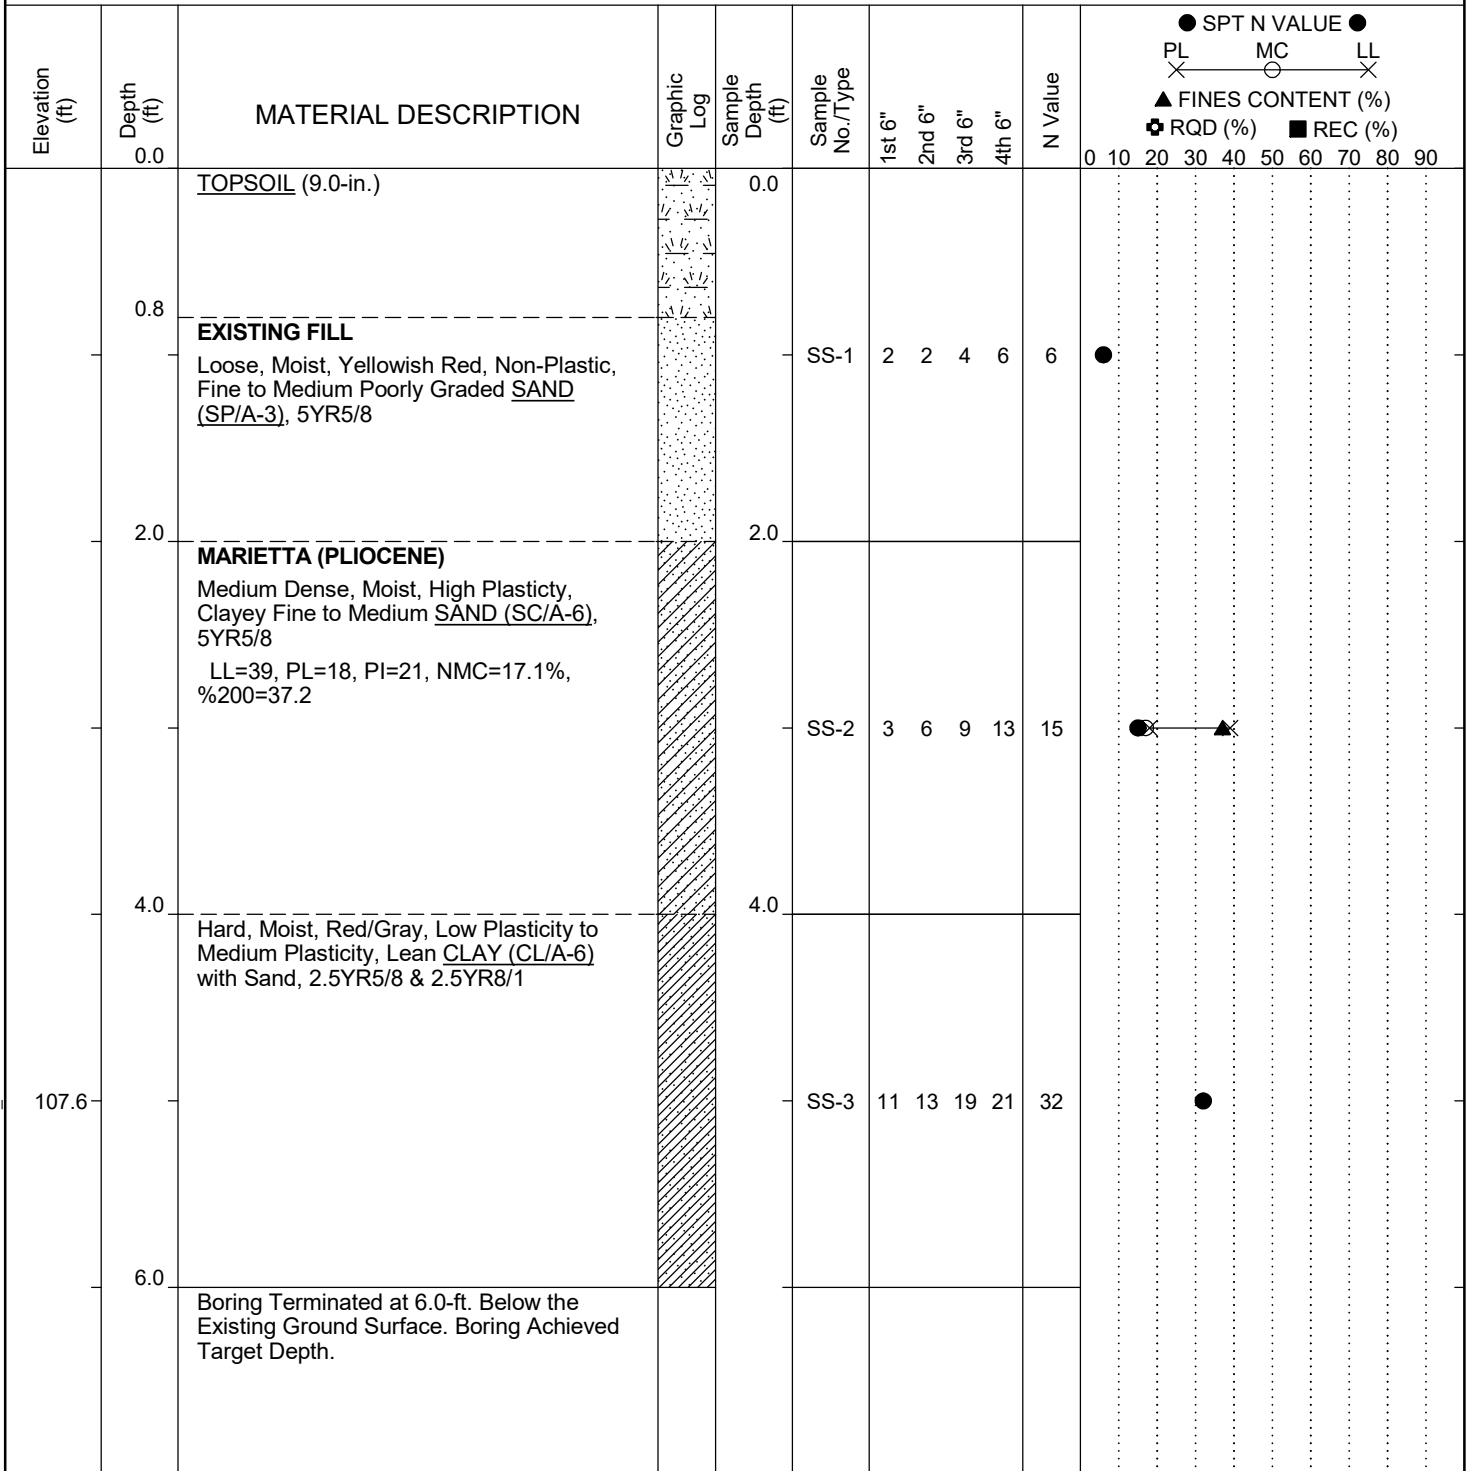 ● SPT N VALUE ●
PL MC LL
▲ FINES CONTENT (%)
RQD (%) ■ REC (%)
0 10 20 30 40 50 60 70 80 90
Elevation
(ft)
Depth
(ft)
0.0
MATERIAL DESCRIPTION
Graphic
Log
Sample
Depth
(ft)
Sample
No./Type
1st 6"
2nd 6"
3rd 6"
4th 6"
N Value
TOPSOIL (9.0-in.)
0.0
0.8
EXISTING FILL
Loose, Moist, Yellowish Red, Non-Plastic,
Fine to Medium Poorly Graded SAND
(SP/A-3), 5YR5/8
SS-1 2 2 4 6 6
2.0
2.0
MARIETTA (PLIOCENE)
Medium Dense, Moist, High Plasticty,
Clayey Fine to Medium SAND (SC/A-6),
5YR5/8
LL=39, PL=18, PI=21, NMC=17.1%,
%200=37.2
SS-2 3 6 9 13 15
4.0
4.0
Hard, Moist, Red/Gray, Low Plasticity to
Medium Plasticity, Lean CLAY (CL/A-6)
with Sand, 2.5YR5/8 & 2.5YR8/1
107.6
SS-3 11 13 19 21 32
6.0
Boring Terminated at 6.0-ft. Below the
Existing Ground Surface. Boring Achieved
Target Depth.